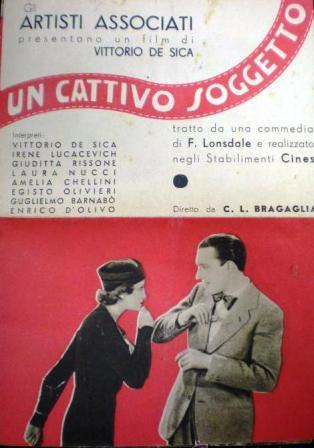 Gli
ARTISTI ASSOCIATI
presentano un film di
VITTORIO DE SICA
UN CATTIVO SOGGETTO
Interpreti:
VITTORIO DE SICA
IRENE LUCACEVICH
GIUDITTA RISSONE
LAURA NUCCI
AMELIA CHELLINI
EGISTO OLIVIERI
GUGLIELMO BARNABÒ
ENRICO D'OLIVO
tratto da una commedia
di F. Lonsdale e realizzato
negli Stabilimenti Cines
Diretto da C. L. BRAGAGLIA